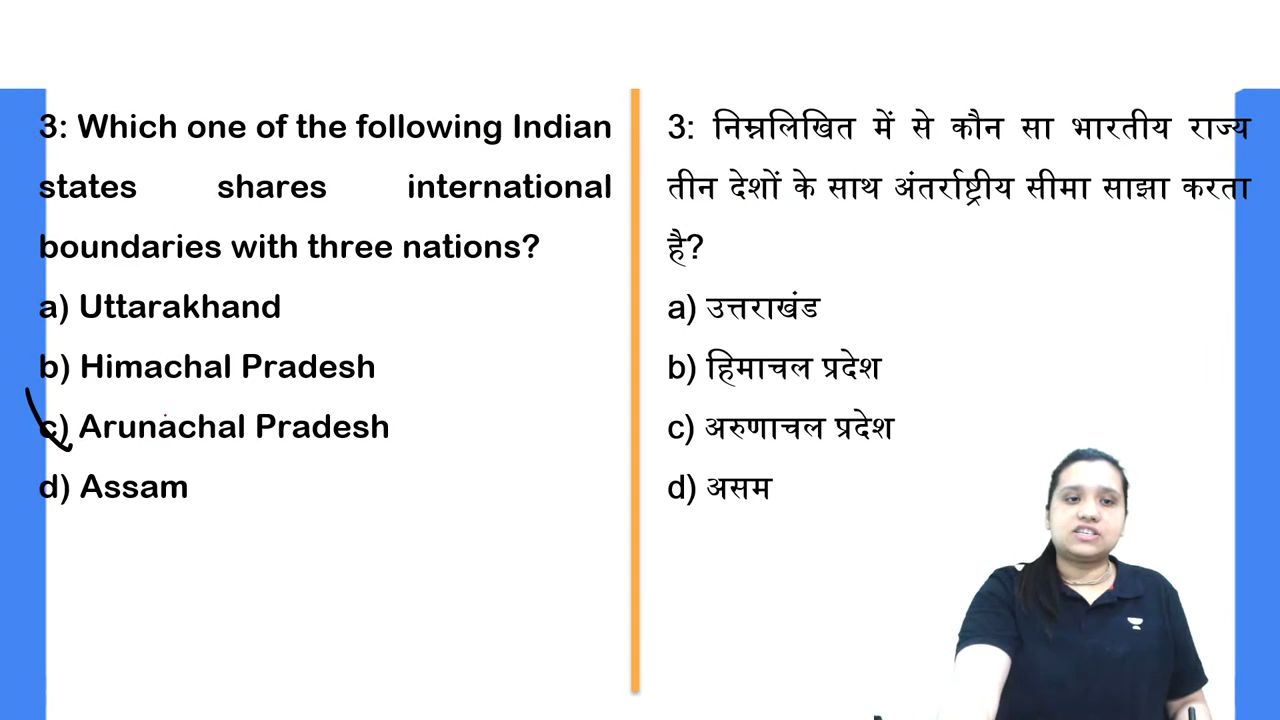 3: Which one of the following Indian
states shares international
boundaries with three nations?
a) Uttarakhand
b) Himachal Pradesh
c) Arunachal Pradesh
d) Assam
3: निम्नलिखित में से कौन सा भारतीय राज्य
तीन देशों के साथ अंतर्राष्ट्रीय सीमा साझा करता
है?
a) उत्तराखंड
b) हिमाचल प्रदेश
c) अरुणाचल प्रदेश
d) असम